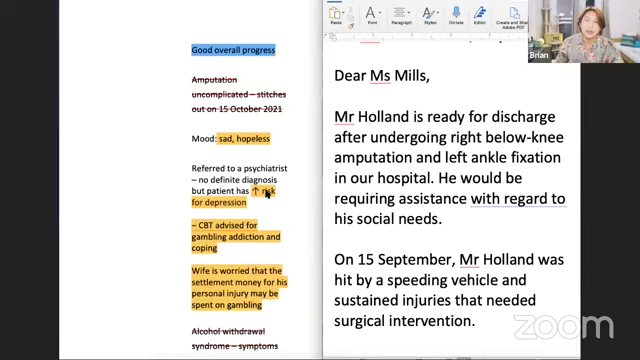 Paste
Font
Paragraph
Styles
Dictate
Create and Share
Adobe PDF
Brian
Good overall progress
Amputation
uncomplicated – stitches
out on 15 October 2021
Mood: sad, hopeless
Referred to a psychiatrist
– no definite diagnosis
but patient has ↑ risk
for depression
– CBT advised for
gambling addiction and
coping
Wife is worried that the
settlement money for his
personal injury may be
spent on gambling
Alcohol withdrawal
syndrome – symptoms
Dear Ms Mills,
Mr Holland is ready for discharge
after undergoing right below-knee
amputation and left ankle fixation
in our hospital. He would be
requiring assistance with regard to
his social needs.
On 15 September, Mr Holland was
hit by a speeding vehicle and
sustained injuries that needed
surgical intervention.
zoom